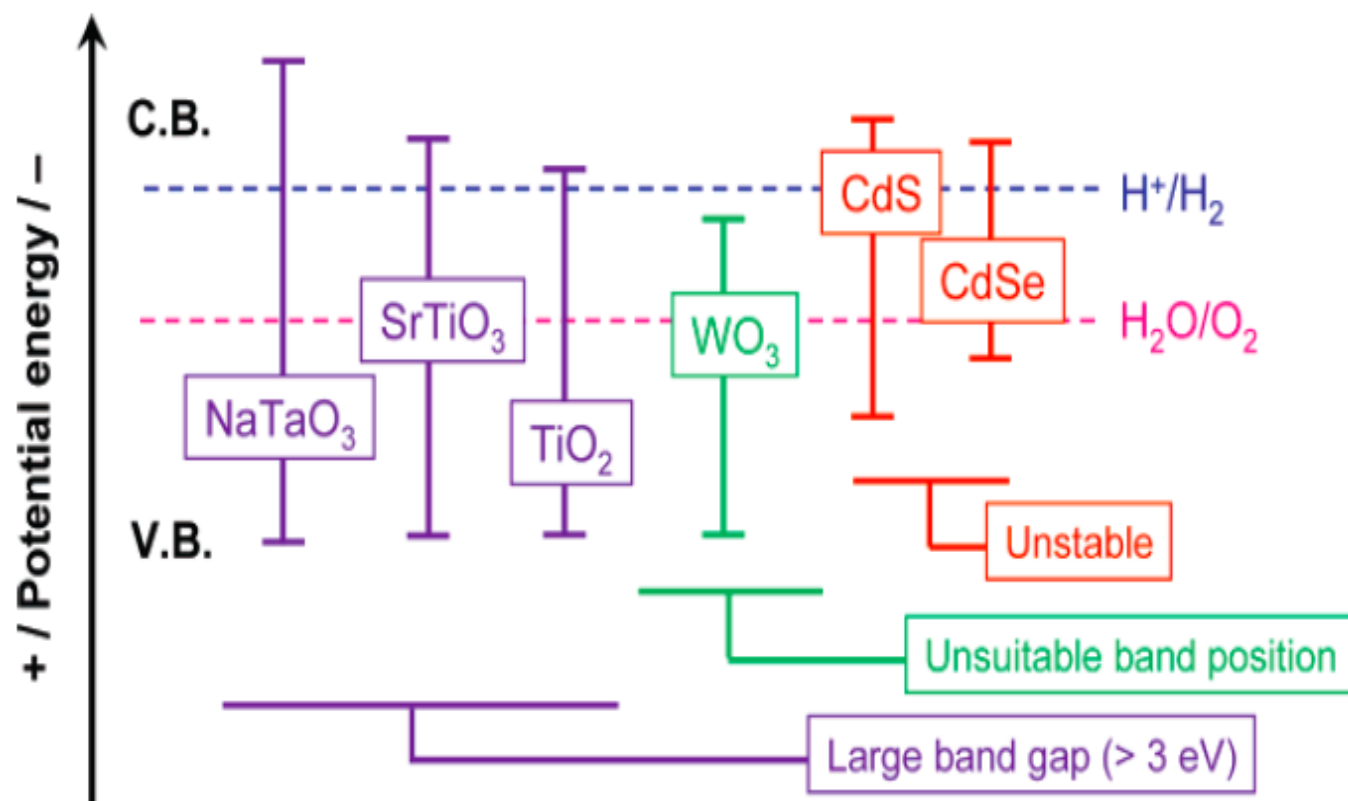 + / Potential energy / –
C.B.
V.B.
NaTaO₃
SrTiO₃
TiO₂
WO₃
CdS
CdSe
H⁺/H₂
H₂O/O₂
Unstable
Unsuitable band position
Large band gap (> 3 eV)